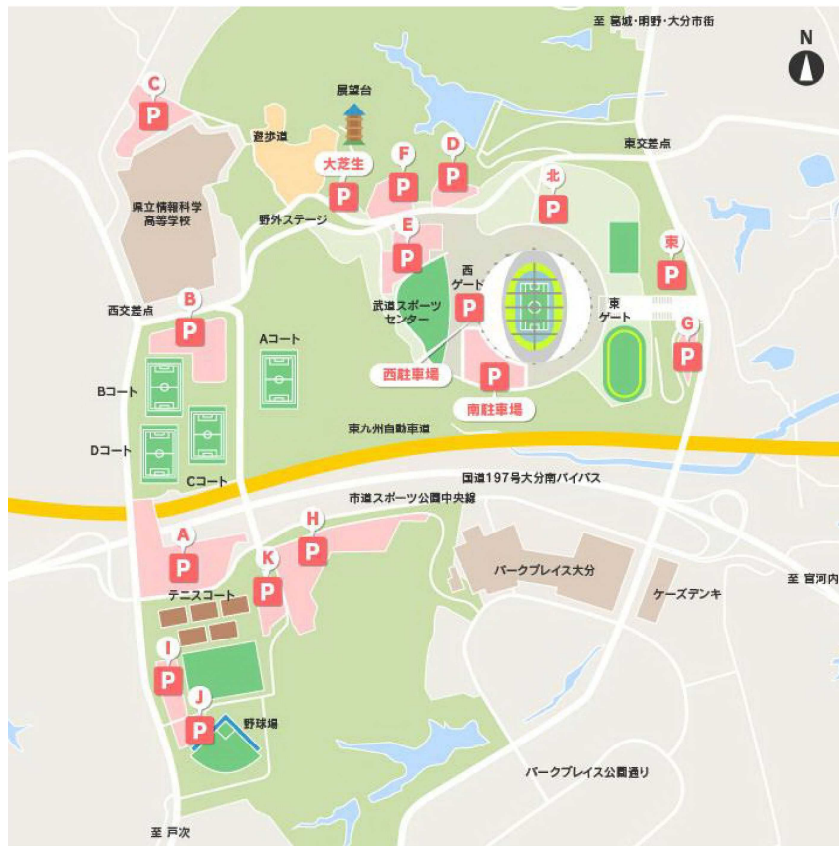 至 葛城・明野・大分市街
N
C
P
展望台
遊歩道
東交差点
大芝生
P
F
P
D
P
北
P
県立情報科学
高等学校
野外ステージ
E
P
東
P
西
ゲート
P
武道スポーツ
センター
東
ゲート
西交差点
B
P
G
P
Aコート
西駐車場
P
南駐車場
Bコート
東九州自動車道
Dコート
Cコート
国道197号大分南バイパス
市道スポーツ公園中央線
H
P
A
P
K
P
パークプレイス大分
至 宮河内
ケーズデンキ
テニスコート
I
P
J
P
野球場
パークプレイス公園通り
至 戸次